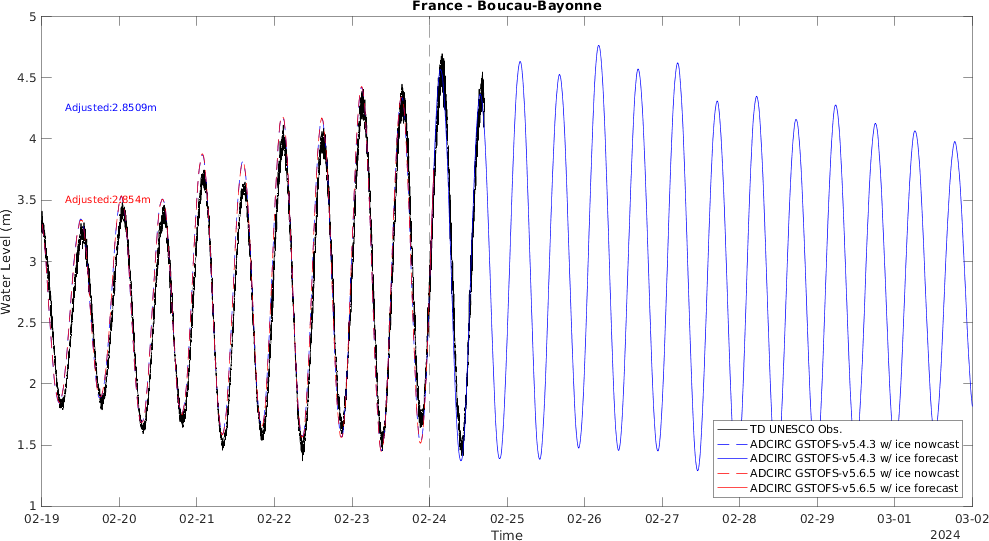 France - Boucau-Bayonne
5
4.5
4
3.5
3
2.5
2
1.5
1
Water Level (m)
Adjusted:2.8509m
Adjusted:2.854m
TD UNESCO Obs.
ADCIRC GSTOFS-v5.4.3 w/ ice nowcast
ADCIRC GSTOFS-v5.4.3 w/ ice forecast
ADCIRC GSTOFS-v5.6.5 w/ ice nowcast
ADCIRC GSTOFS-v5.6.5 w/ ice forecast
02-19 02-20 02-21 02-22 02-23 02-24 02-25 02-26 02-27 02-28 02-29 03-01 03-02
Time
2024